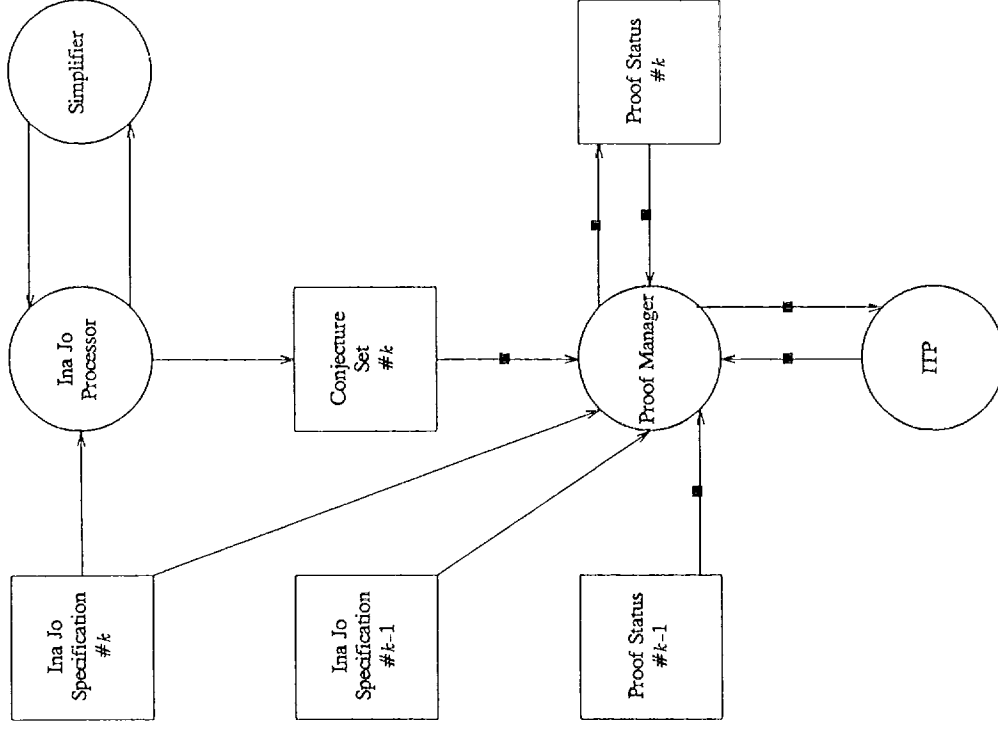 Simplifier
Ina Jo
Processor
Conjecture
Set
#k
Proof Status
#k
Proof Manager
ITP
Ina Jo
Specification
#k
Ina Jo
Specification
#k-1
Proof Status
#k-1